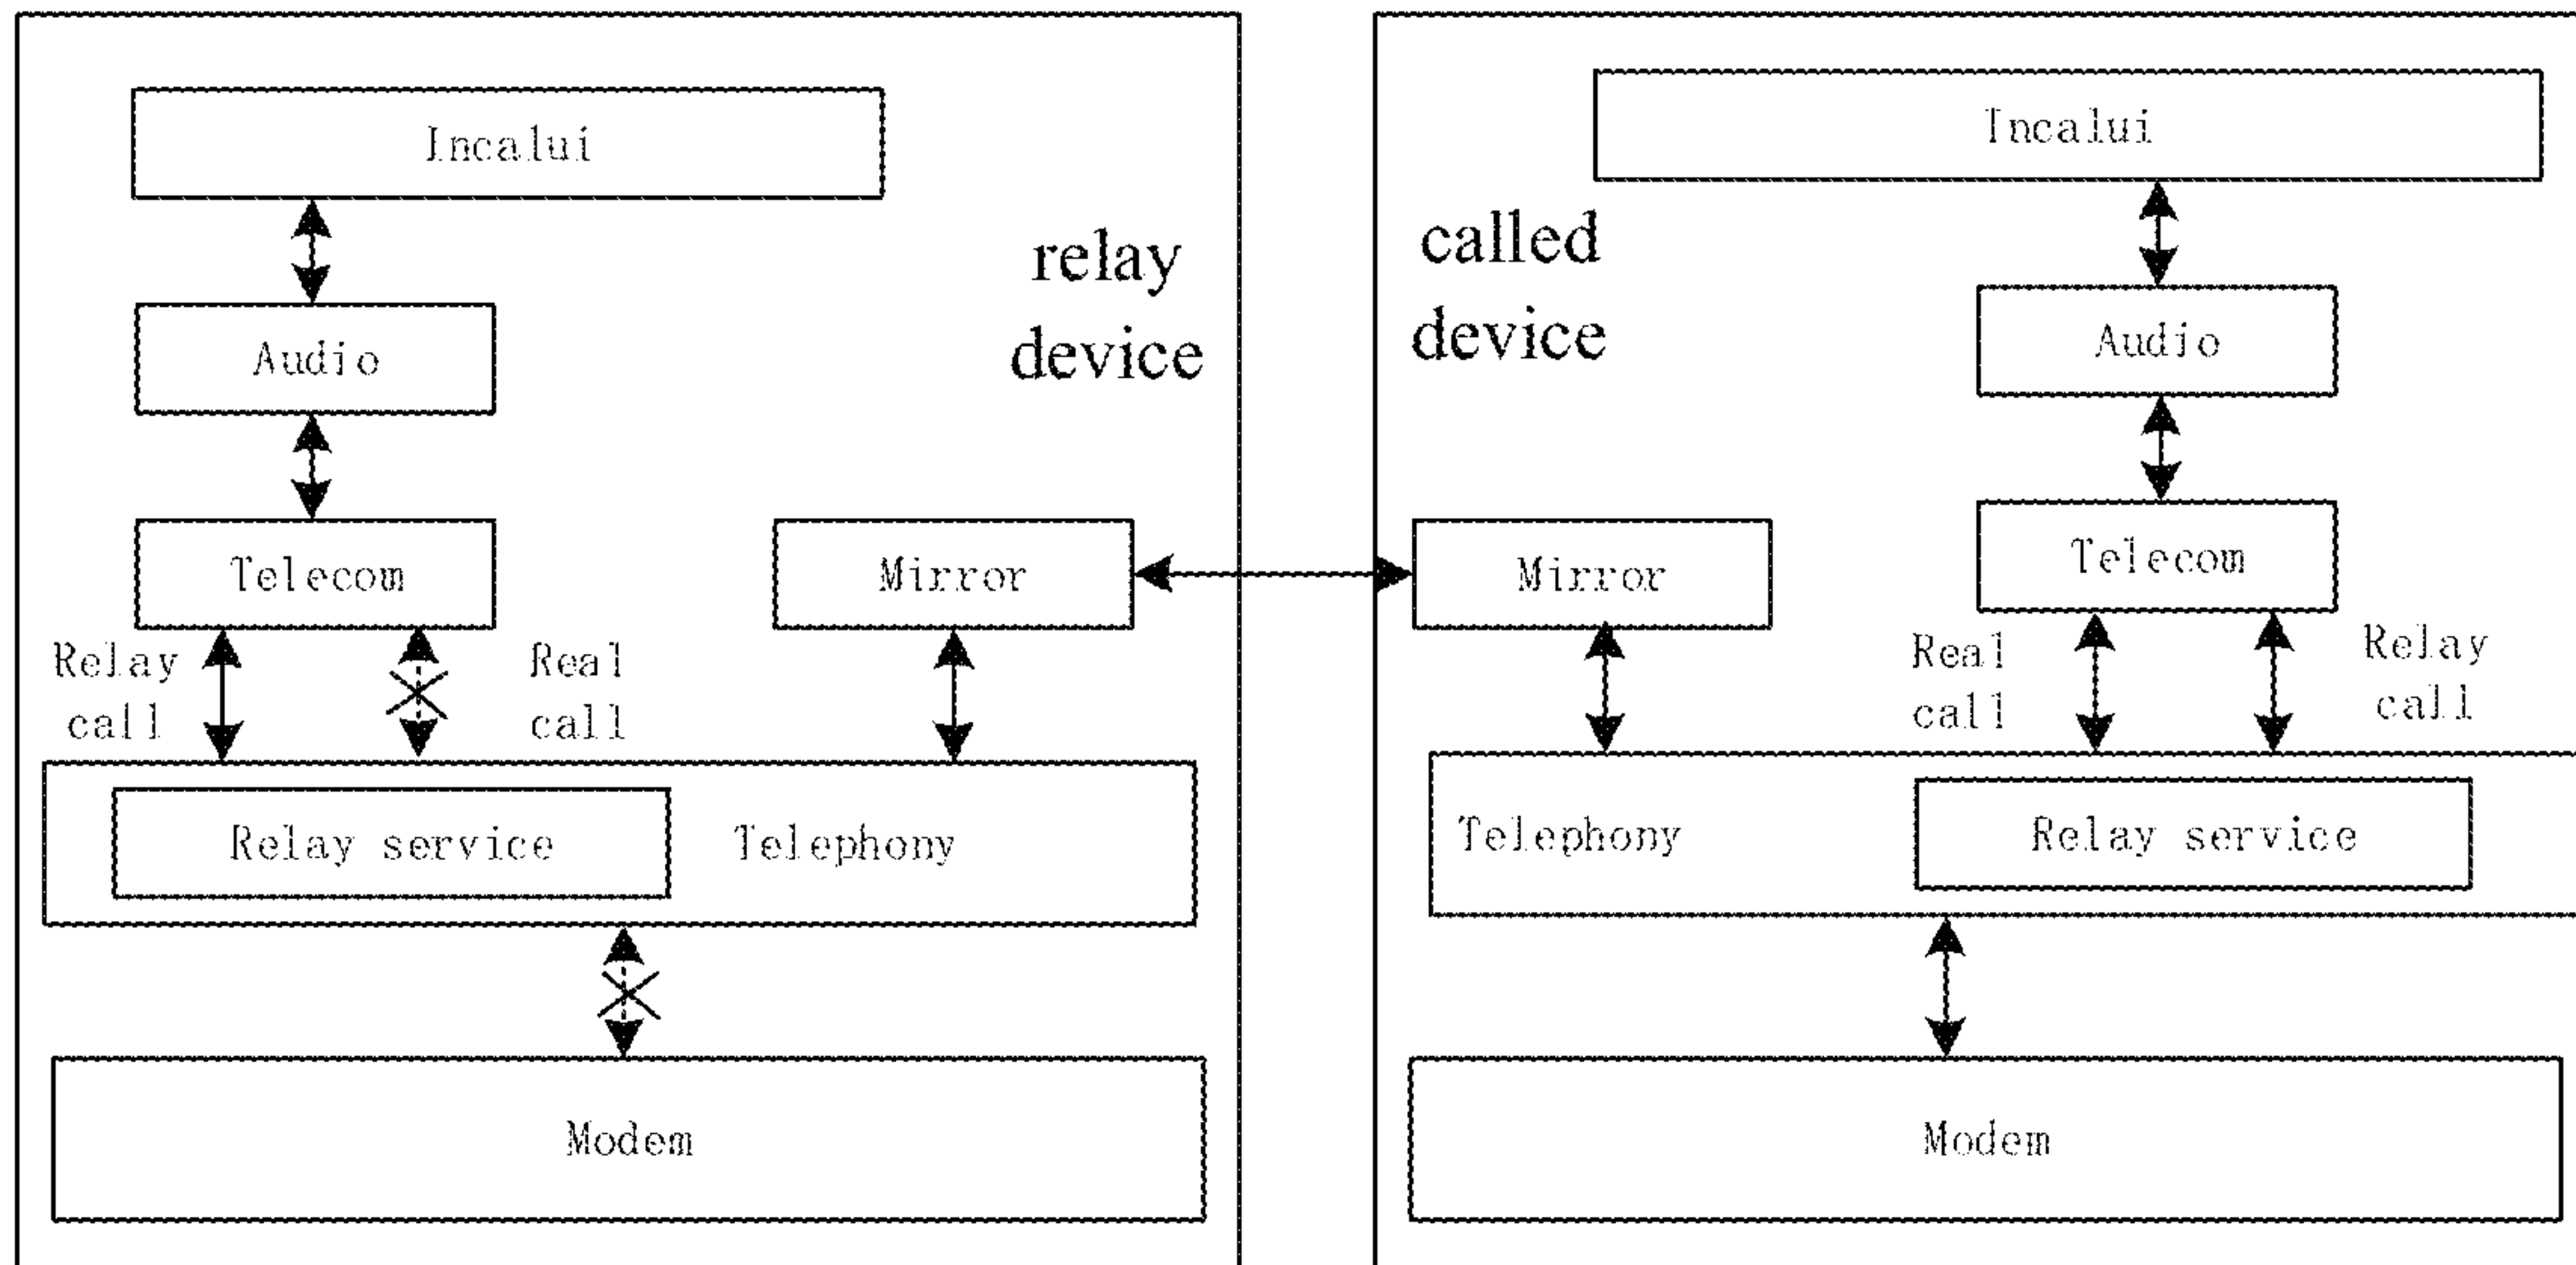 Incalui
relay
device
Audio
Telecom
Mirror
Relay
call
Real
call
Relay service
Telephony
Modem
Incalui
called
device
Audio
Telecom
Mirror
Real
call
Relay
call
Telephony
Relay service
Modem